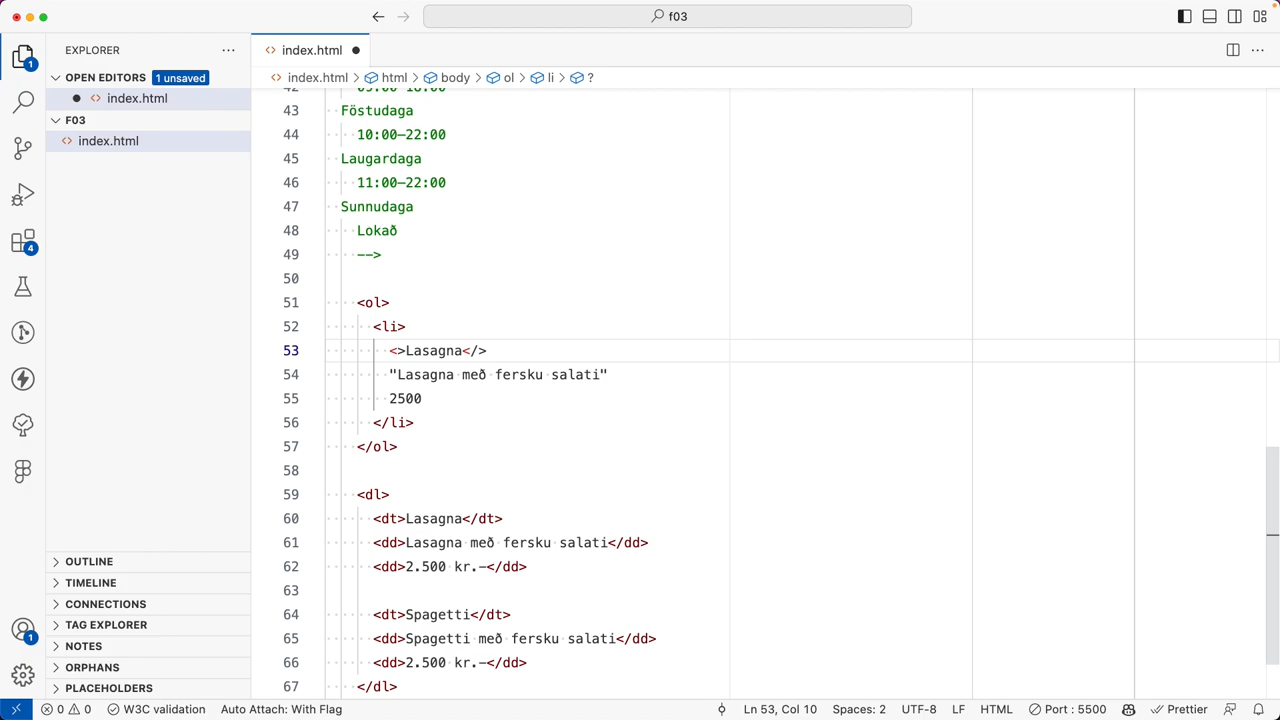 f03
EXPLORER
index.html
OPEN EDITORS 1 unsaved
index.html > html > body > ol > li > ?
index.html
F03
index.html
43 Föstudaga
44 10:00–22:00
45 Laugardaga
46 11:00–22:00
47 Sunnudaga
48 Lokað
49 -->
50
51 <ol>
52 <li>
53 <>Lasagna</>
54 "Lasagna með fersku salati"
55 2500
56 </li>
57 </ol>
58
59 <dl>
60 <dt>Lasagna</dt>
61 <dd>Lasagna með fersku salati</dd>
62 <dd>2.500 kr.-</dd>
63
64 <dt>Spagetti</dt>
65 <dd>Spagetti með fersku salati</dd>
66 <dd>2.500 kr.-</dd>
67 </dl>
1
4
OUTLINE
TIMELINE
CONNECTIONS
TAG EXPLORER
NOTES
ORPHANS
PLACEHOLDERS
1
0 0 W3C validation Auto Attach: With Flag Ln 53, Col 10 Spaces: 2 UTF-8 LF HTML Port : 5500 Prettier